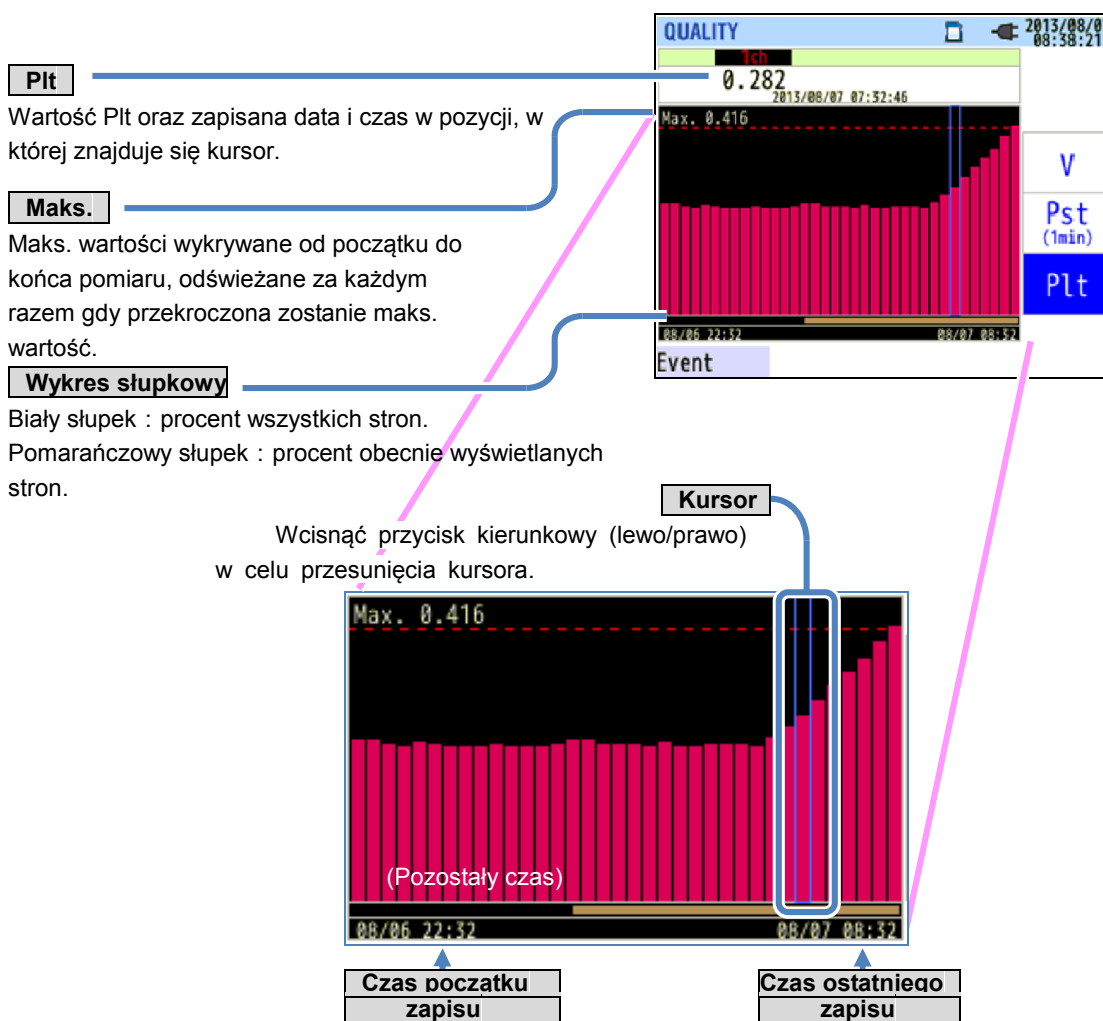 QUALITY
2013/08/0
08:38:21
1ch
0.282
2013/08/07 07:32:46
Max. 0.416
V
Pst
(1min)
Plt
08/06 22:32
08/07 08:32
Event
Plt
Wartość Plt oraz zapisana data i czas w pozycji, w
której znajduje się kursor.
Maks.
Maks. wartości wykrywane od początku do
końca pomiaru, odświeżane za każdym
razem gdy przekroczona zostanie maks.
wartość.
Wykres słupkowy
Biały słupek : procent wszystkich stron.
Pomarańczowy słupek : procent obecnie wyświetlanych
stron.
Kursor
Wcisnąć przycisk kierunkowy (lewo/prawo)
w celu przesunięcia kursora.
Max. 0.416
(Pozostały czas)
08/06 22:32
08/07 08:32
Czas początku
zapisu
Czas ostatniego
zapisu